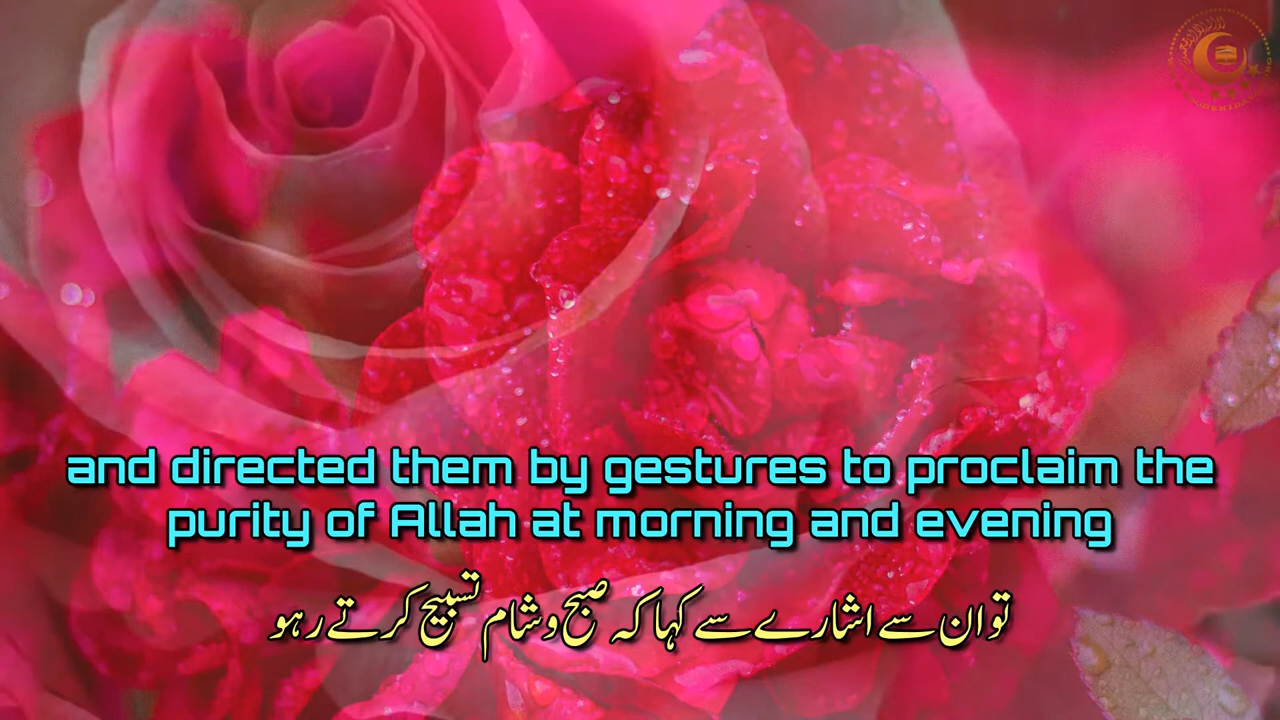 and directed them by gestures to proclaim the
purity of Allah at morning and evening
تو ان سے اشارے سے کہا کہ صبح و شام تسبیح کرتے رہو